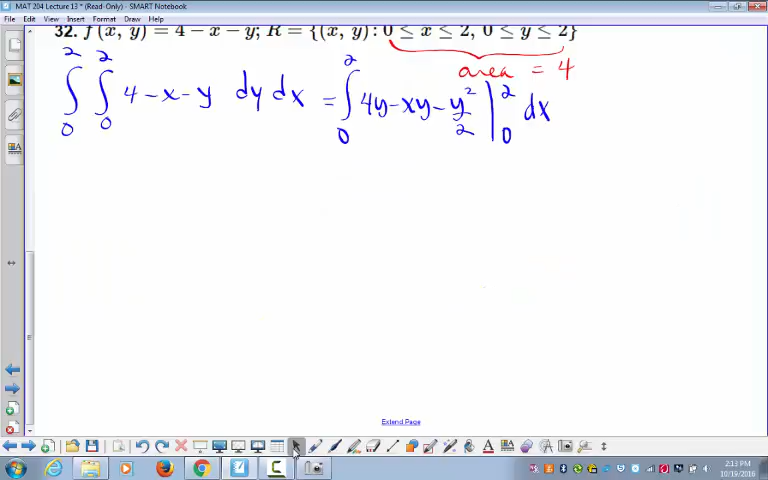 MAT 204 Lecture 13 * (Read-Only) - SMART Notebook
File Edit View Insert Format Draw Help
32. f(x, y) = 4 − x − y; R = {(x, y) : 0 ≤ x ≤ 2, 0 ≤ y ≤ 2}
area = 4
∫₀² ∫₀² 4 − x − y dy dx = ∫₀² 4y − xy − y²/2 |₀² dx
Extend Page
2:13 PM
10/19/2016